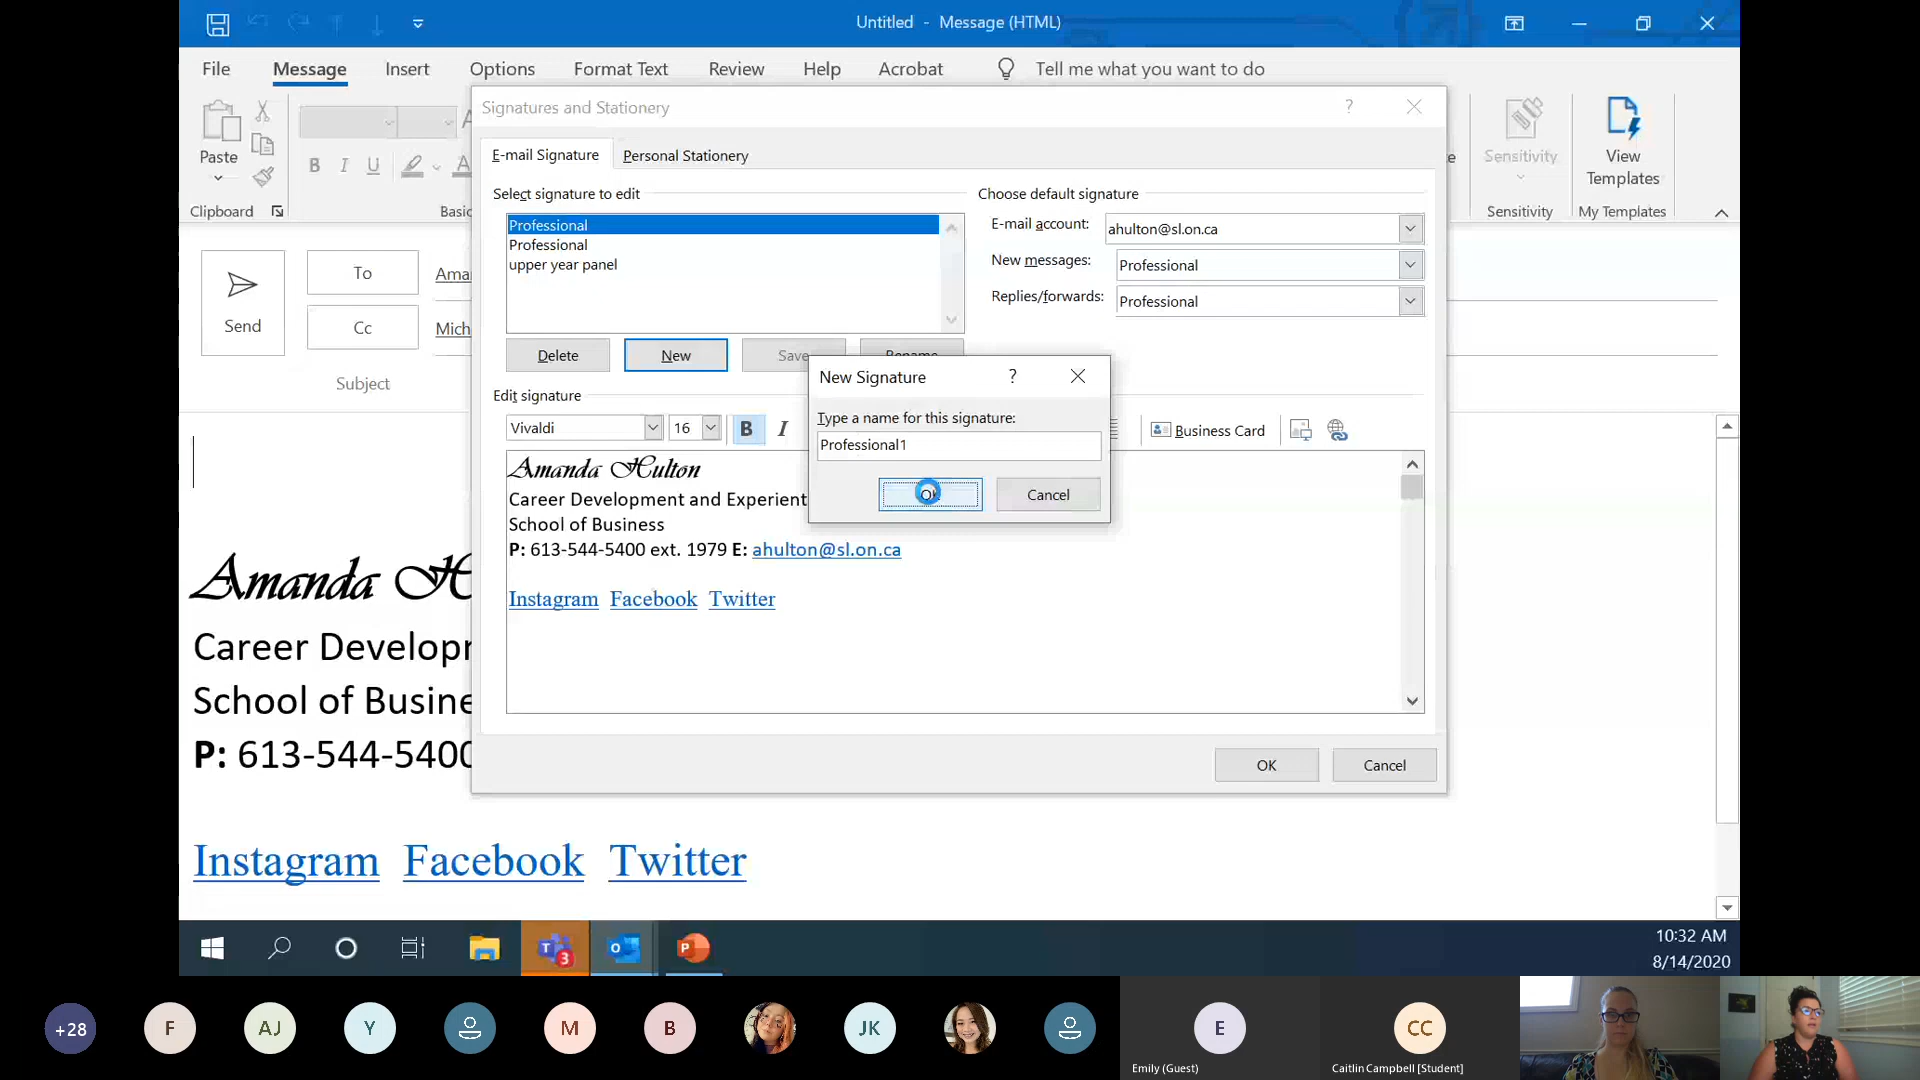 Untitled - Message (HTML)
File Message Insert Options Format Text Review Help Acrobat Tell me what you want to do
Signatures and Stationery ?
E-mail Signature Personal Stationery
Paste
Clipboard
B I U
Sensitivity
View
Templates
Sensitivity My Templates
Select signature to edit
Professional
Professional
upper year panel
Choose default signature
E-mail account: ahulton@sl.on.ca
New messages: Professional
Replies/forwards: Professional
Delete New Save Rename
Send
To
Cc
Subject
Edit signature
Vivaldi 16 B I
Business Card
New Signature ?
Type a name for this signature:
Professional1
OK Cancel
Amanda Hulton
Career Development and Experient
School of Business
P: 613-544-5400 ext. 1979 E: ahulton@sl.on.ca
Instagram Facebook Twitter
OK Cancel
Amanda H
Career Develop
School of Busine
P: 613-544-5400
Instagram Facebook Twitter
3
10:32 AM
8/14/2020
+28 F AJ Y M B JK E CC
Emily (Guest) Caitlin Campbell [Student]